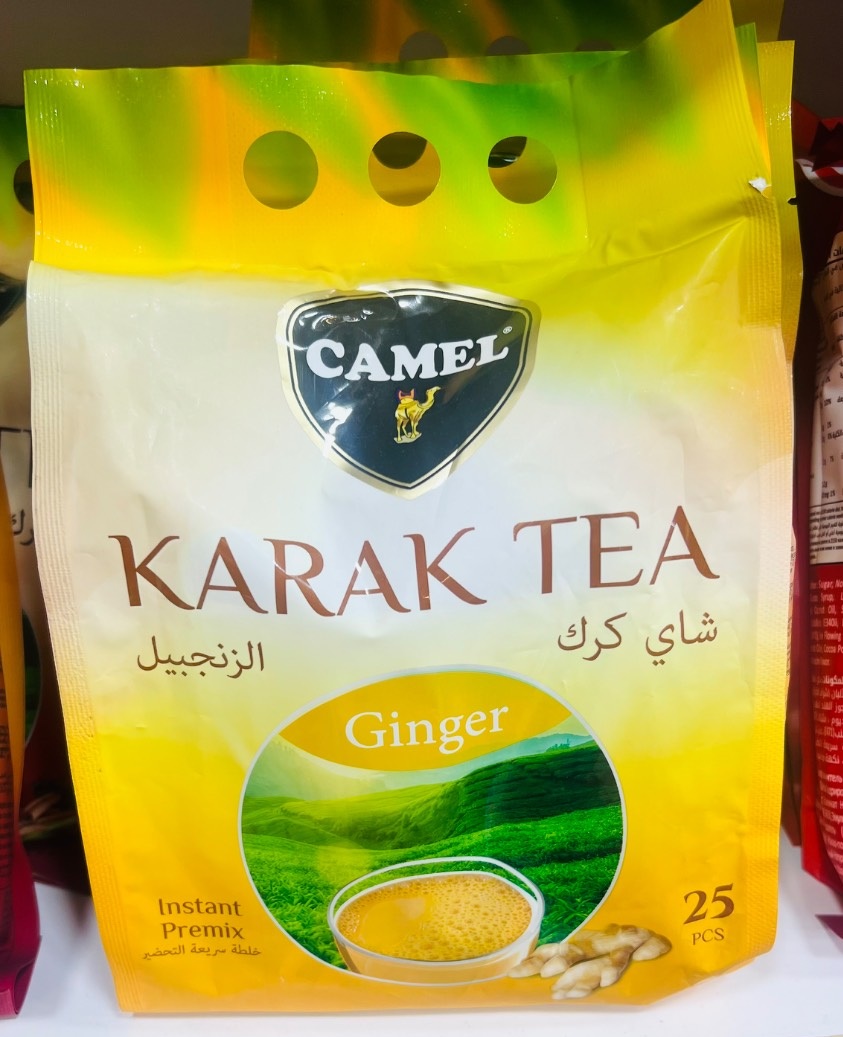 CAMEL®
KARAK TEA
شاي كرك
الزنجبيل
Ginger
Instant
Premix
خلطة سريعة التحضير
25
PCS